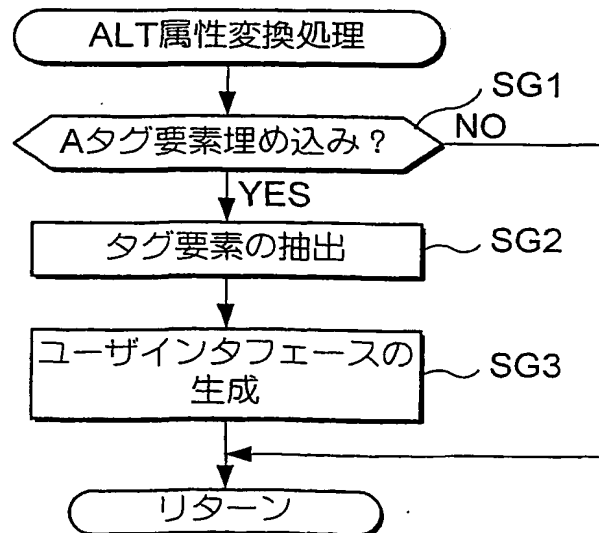 ALT属性変換処理
SG1
Aタグ要素埋め込み?
NO
YES
タグ要素の抽出
SG2
ユーザインタフェースの
生成
SG3
リターン